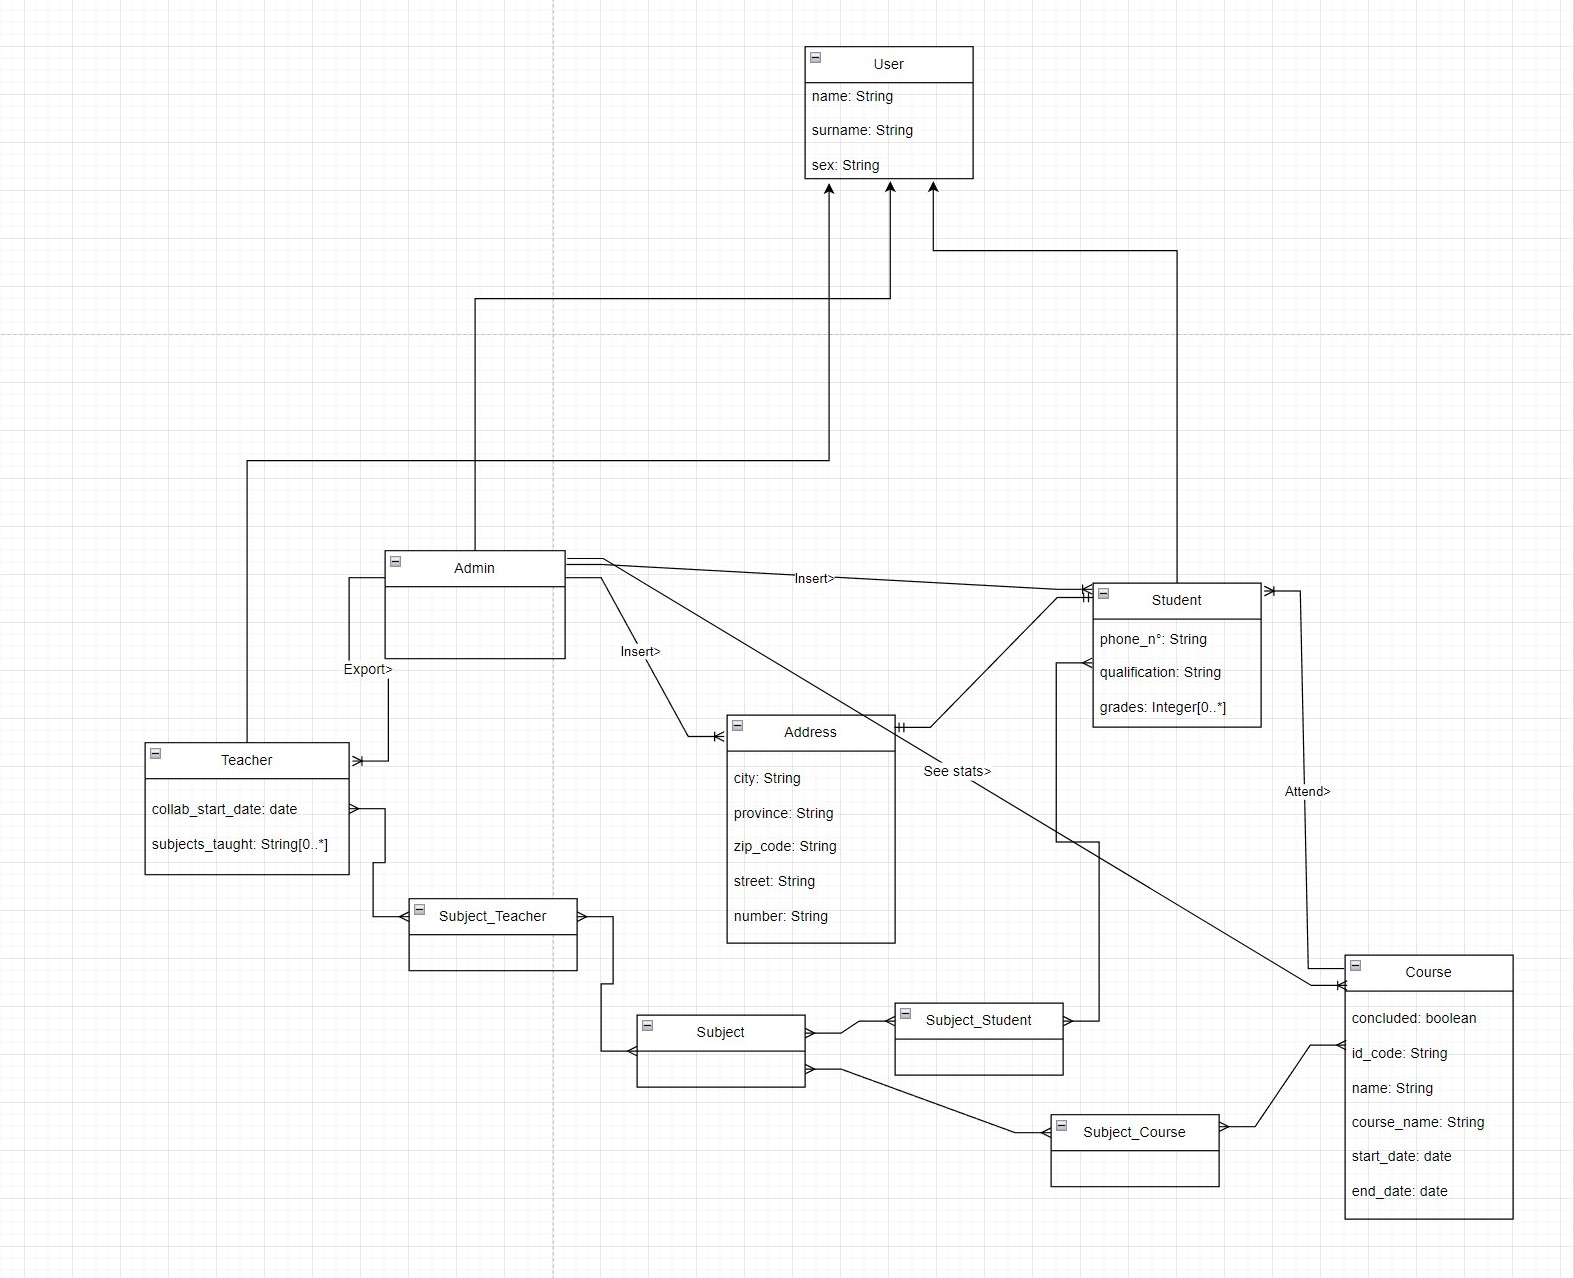 User
name: String
surname: String
sex: String
Admin
Insert>
Student
phone_n°: String
qualification: String
grades: Integer[0..*]
Insert>
Export>
Address
city: String
province: String
zip_code: String
street: String
number: String
See stats>
Attend>
Teacher
collab_start_date: date
subjects_taught: String[0..*]
Subject_Teacher
Subject
Subject_Student
Subject_Course
Course
concluded: boolean
id_code: String
name: String
course_name: String
start_date: date
end_date: date